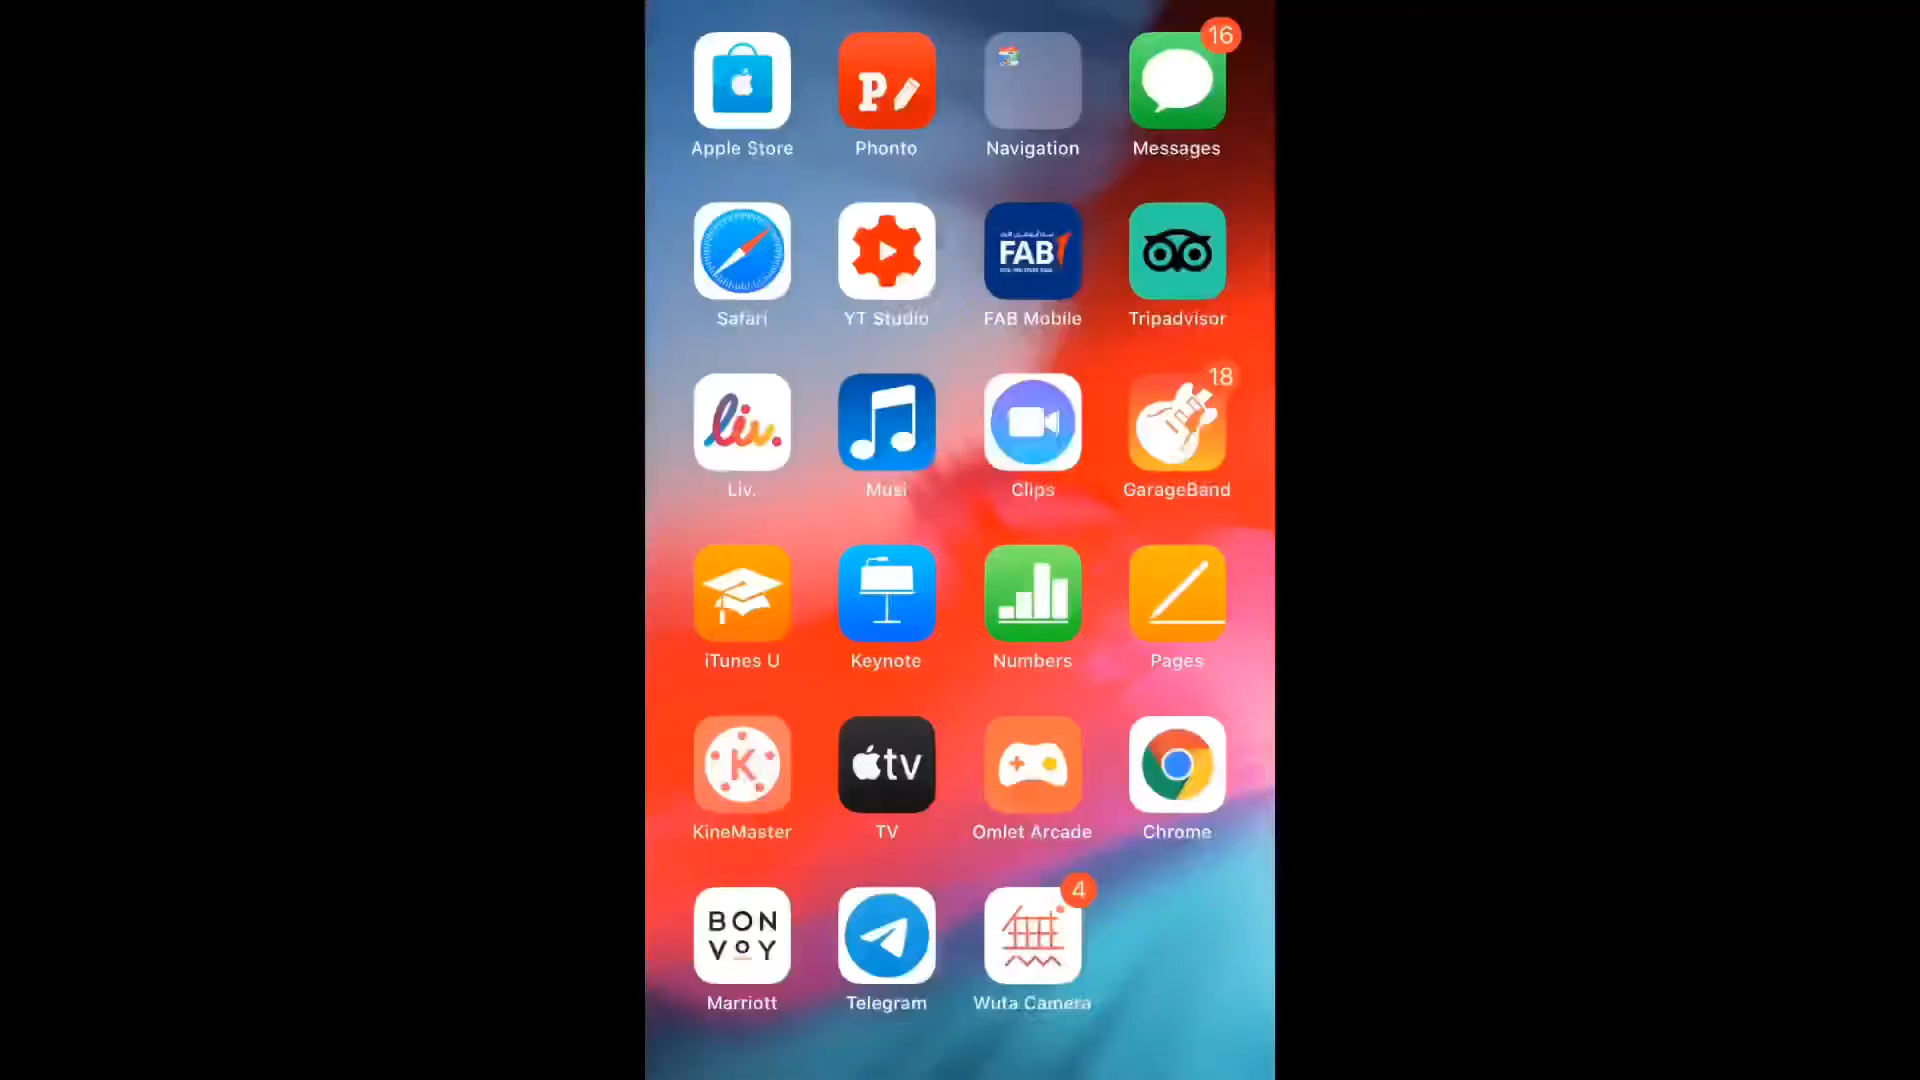 16
Apple Store
Phonto
Navigation
Messages
FAB
Safari
YT Studio
FAB Mobile
Tripadvisor
18
liv.
Liv.
Musi
Clips
GarageBand
iTunes U
Keynote
Numbers
Pages
K
tv
KineMaster
TV
Omlet Arcade
Chrome
4
BON
VOY
Marriott
Telegram
Wuta Camera